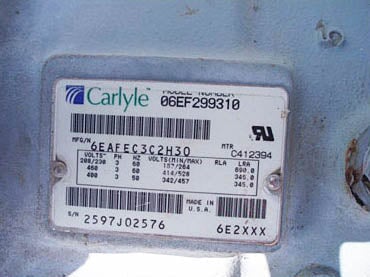 Carlyle
MODEL NUMBER
06EF299310
MFG/N 6EAFEC3C2H30
MTR C412394
VOLTS PH HZ VOLTS(MIN/MAX) RLA LRA
208/230 3 60 187/264 690.0
460 3 60 414/528 345.0
400 3 50 342/457 345.0
S/N 2597J02576
MADE IN U.S.A.
6E2XXX